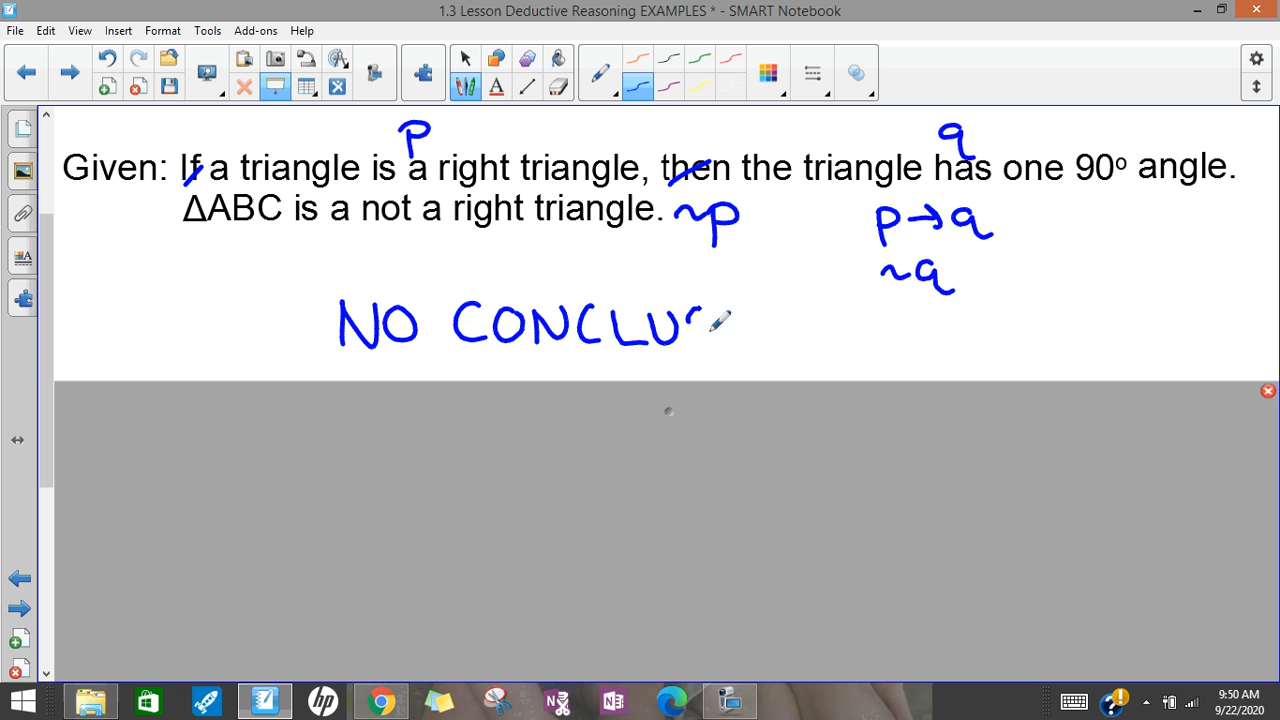 1.3 Lesson Deductive Reasoning EXAMPLES * - SMART Notebook
File Edit View Insert Format Tools Add-ons Help
p q
Given: If a triangle is a right triangle, then the triangle has one 90° angle.
ΔABC is a not a right triangle. ~p
p→q
~q
NO CONCLUS
9:50 AM
9/22/2020